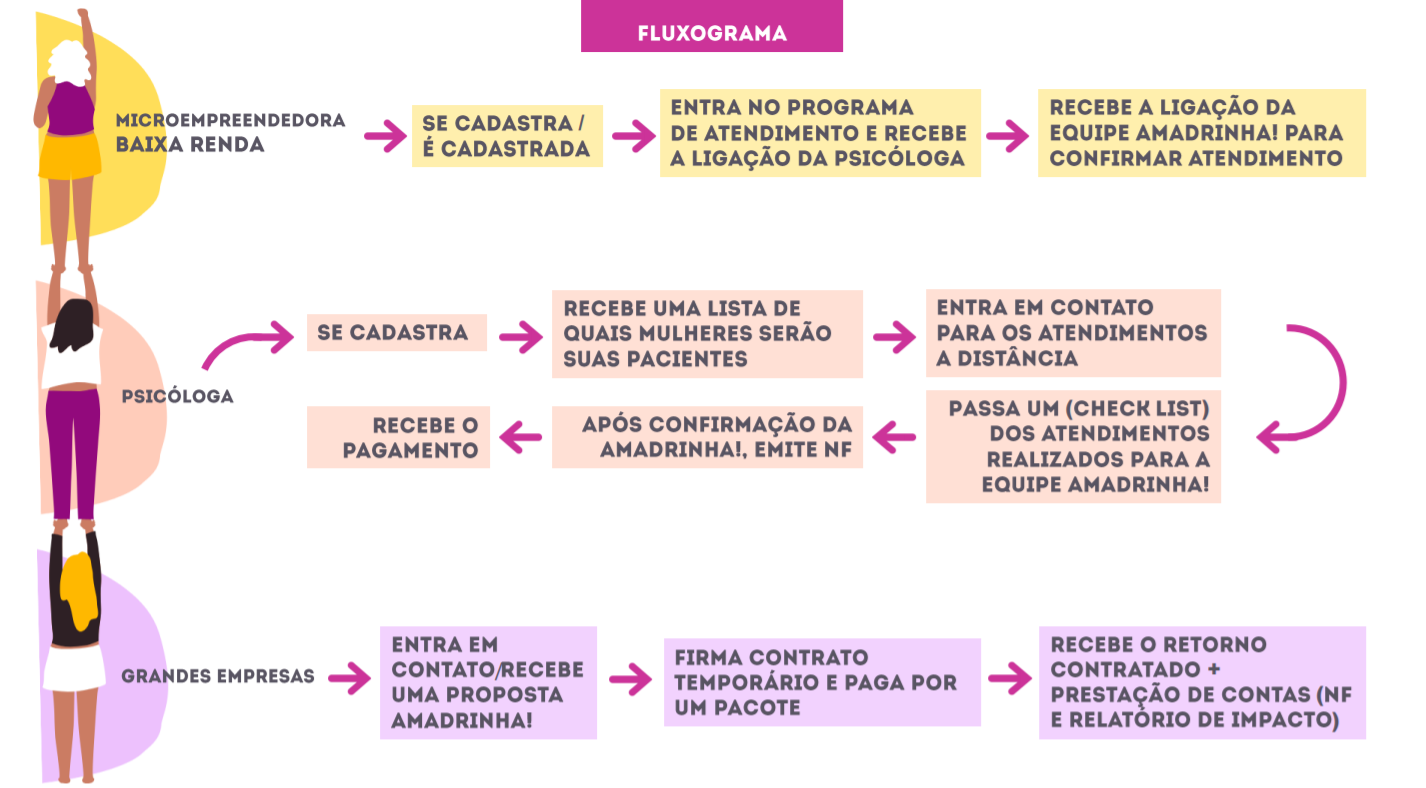 FLUXOGRAMA
MICROEMPREENDEDORA
BAIXA RENDA
SE CADASTRA /
É CADASTRADA
ENTRA NO PROGRAMA
DE ATENDIMENTO E RECEBE
A LIGAÇÃO DA PSICÓLOGA
RECEBE A LIGAÇÃO DA
EQUIPE AMADRINHA! PARA
CONFIRMAR ATENDIMENTO
PSICÓLOGA
SE CADASTRA
RECEBE UMA LISTA DE
QUAIS MULHERES SERÃO
SUAS PACIENTES
ENTRA EM CONTATO
PARA OS ATENDIMENTOS
A DISTÂNCIA
PASSA UM (CHECK LIST)
DOS ATENDIMENTOS
REALIZADOS PARA A
EQUIPE AMADRINHA!
APÓS CONFIRMAÇÃO DA
AMADRINHA!, EMITE NF
RECEBE O
PAGAMENTO
GRANDES EMPRESAS
ENTRA EM
CONTATO/RECEBE
UMA PROPOSTA
AMADRINHA!
FIRMA CONTRATO
TEMPORÁRIO E PAGA POR
UM PACOTE
RECEBE O RETORNO
CONTRATADO +
PRESTAÇÃO DE CONTAS (NF
E RELATÓRIO DE IMPACTO)